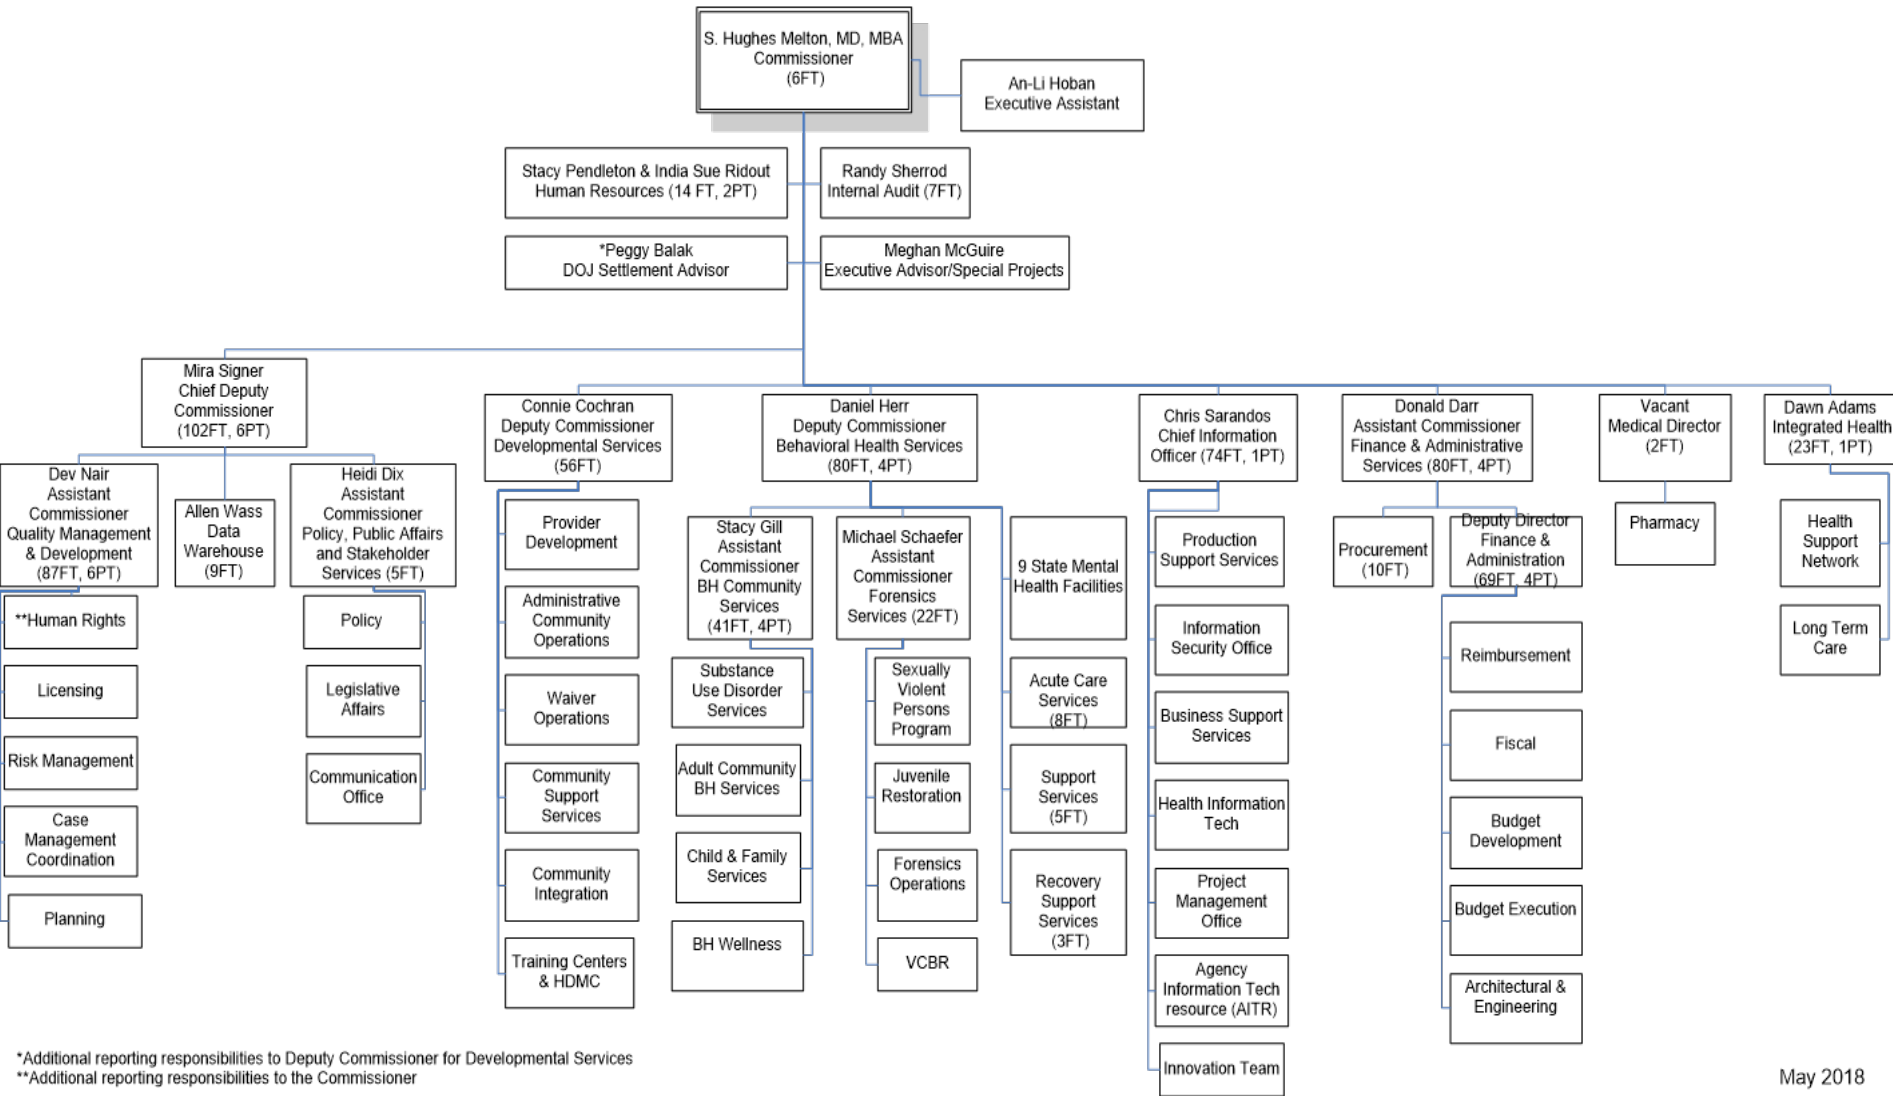 S. Hughes Melton, MD, MBA
Commissioner
(6FT)
An-Li Hoban
Executive Assistant
Stacy Pendleton & India Sue Ridout
Human Resources (14 FT, 2PT)
Randy Sherrod
Internal Audit (7FT)
*Peggy Balak
DOJ Settlement Advisor
Meghan McGuire
Executive Advisor/Special Projects
Mira Signer
Chief Deputy
Commissioner
(102FT, 6PT)
Dev Nair
Assistant
Commissioner
Quality Management
& Development
(87FT, 6PT)
**Human Rights
Licensing
Risk Management
Case
Management
Coordination
Planning
Allen Wass
Data
Warehouse
(9FT)
Heidi Dix
Assistant
Commissioner
Policy, Public Affairs
and Stakeholder
Services (5FT)
Policy
Legislative
Affairs
Communication
Office
Connie Cochran
Deputy Commissioner
Developmental Services
(56FT)
Provider
Development
Administrative
Community
Operations
Waiver
Operations
Community
Support
Services
Community
Integration
Training Centers
& HDMC
Daniel Herr
Deputy Commissioner
Behavioral Health Services
(80FT, 4PT)
Stacy Gill
Assistant
Commissioner
BH Community
Services
(41FT, 4PT)
Substance
Use Disorder
Services
Adult Community
BH Services
Child & Family
Services
BH Wellness
Michael Schaefer
Assistant
Commissioner
Forensics
Services (22FT)
Sexually
Violent
Persons
Program
Juvenile
Restoration
Forensics
Operations
VCBR
9 State Mental
Health Facilities
Acute Care
Services
(8FT)
Support
Services
(5FT)
Recovery
Support
Services
(3FT)
Chris Sarandos
Chief Information
Officer (74FT, 1PT)
Production
Support Services
Information
Security Office
Business Support
Services
Health Information
Tech
Project
Management
Office
Agency
Information Tech
resource (AITR)
Innovation Team
Donald Darr
Assistant Commissioner
Finance & Administrative
Services (80FT, 4PT)
Procurement
(10FT)
Deputy Director
Finance &
Administration
(69FT, 4PT)
Reimbursement
Fiscal
Budget
Development
Budget Execution
Architectural &
Engineering
Vacant
Medical Director
(2FT)
Pharmacy
Dawn Adams
Integrated Health
(23FT, 1PT)
Health
Support
Network
Long Term
Care
*Additional reporting responsibilities to Deputy Commissioner for Developmental Services
**Additional reporting responsibilities to the Commissioner
May 2018